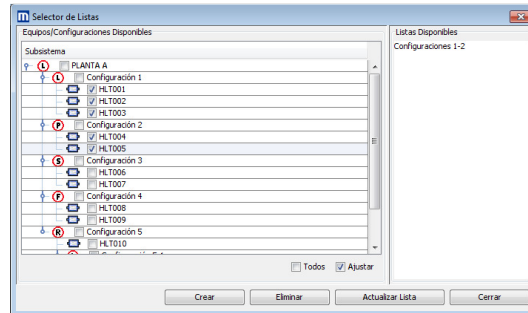 Selector de Listas
Equipos/Configuraciones Disponibles
Subsistema
L PLANTA A
L Configuración 1
HLT001
HLT002
HLT003
P Configuración 2
HLT004
HLT005
S Configuración 3
HLT006
HLT007
F Configuración 4
HLT008
HLT009
R Configuración 5
HLT010
Todos Ajustar
Listas Disponibles
Configuraciones 1-2
Crear Eliminar Actualizar Lista Cerrar